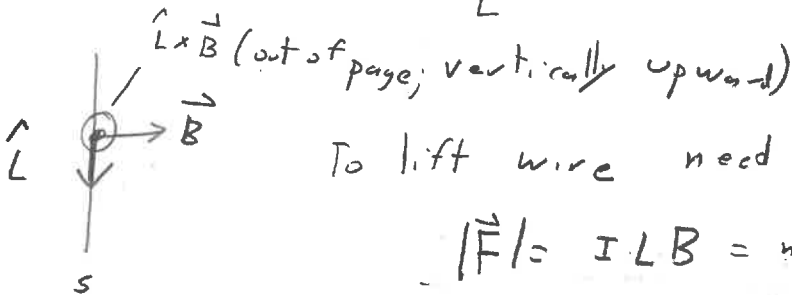 L
L̂ × B⃗ (out of page; vertically upward)
B⃗
L̂
To lift wire need
|F⃗| = I L B =
s